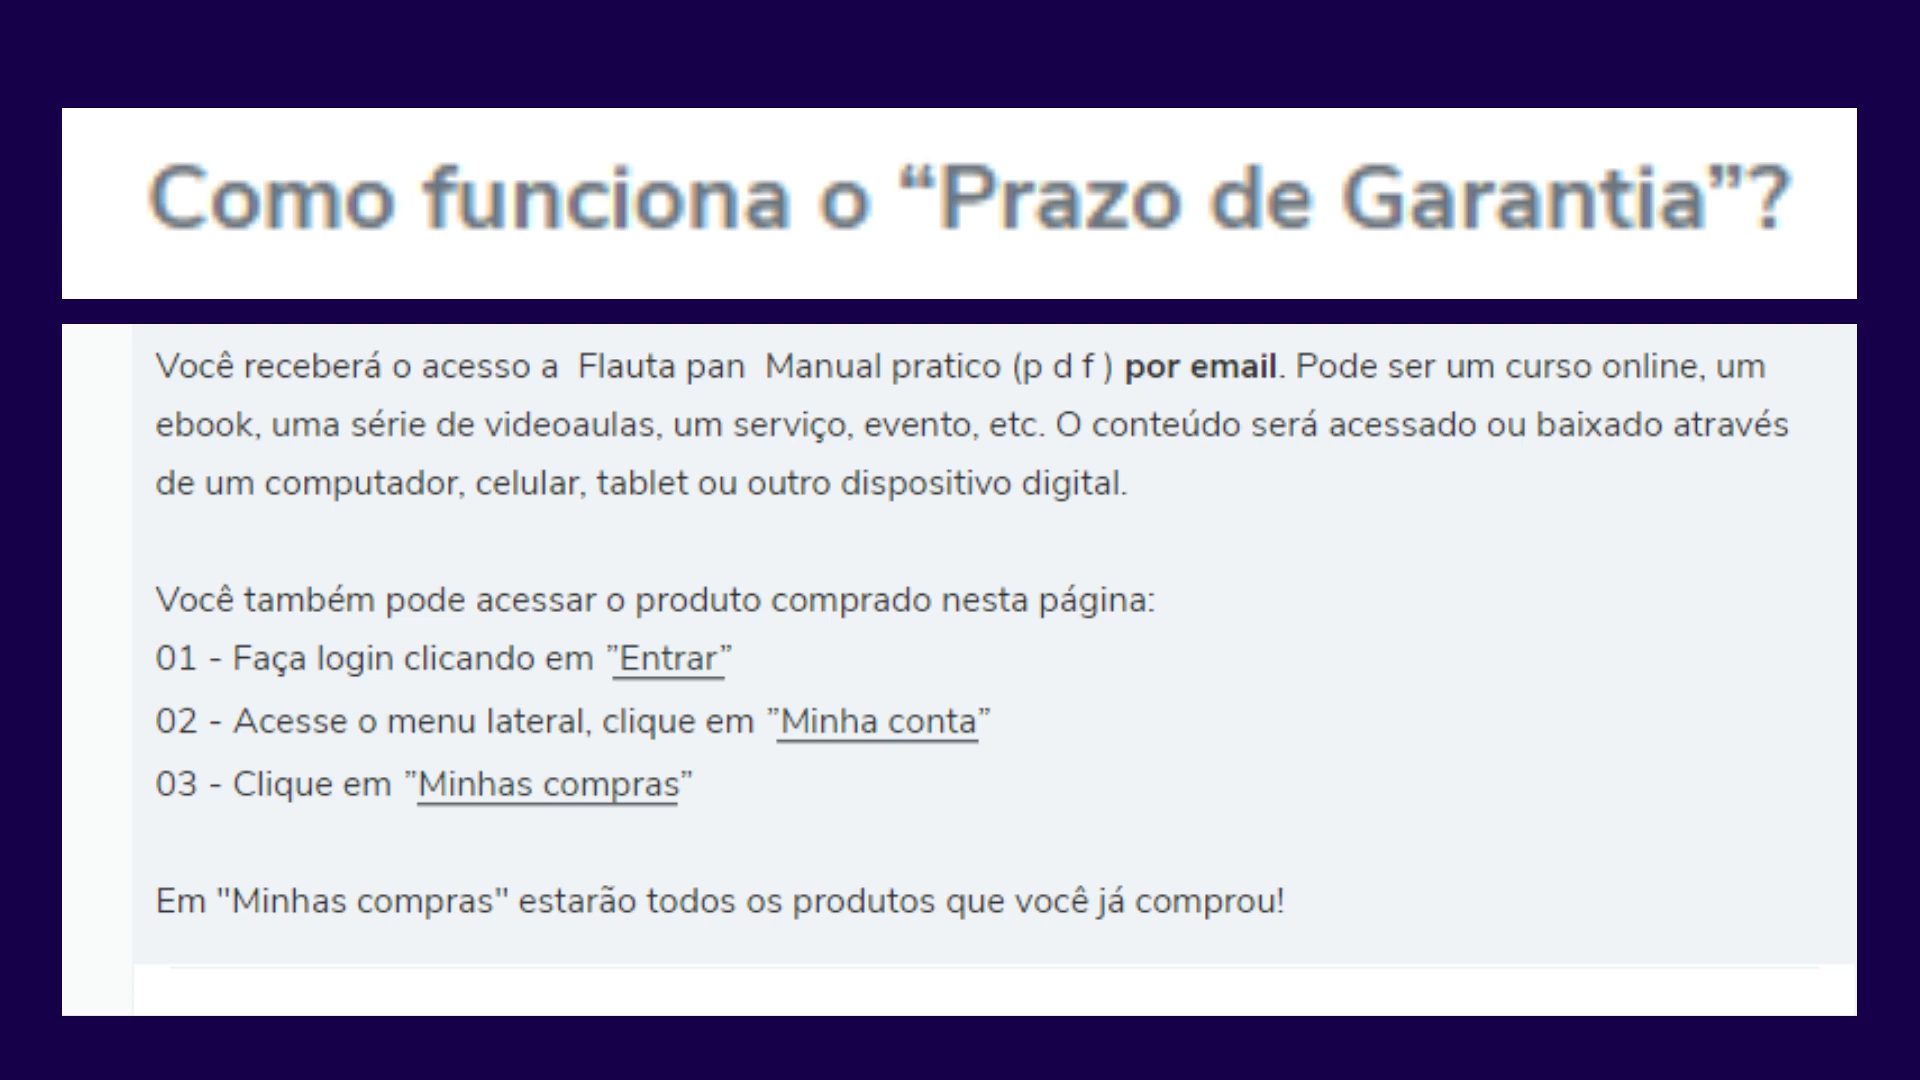 Como funciona o “Prazo de Garantia”?
Você receberá o acesso a  Flauta pan  Manual pratico (p d f ) por email. Pode ser um curso online, um
ebook, uma série de videoaulas, um serviço, evento, etc. O conteúdo será acessado ou baixado através
de um computador, celular, tablet ou outro dispositivo digital.
Você também pode acessar o produto comprado nesta página:
01 - Faça login clicando em ”Entrar”
02 - Acesse o menu lateral, clique em ”Minha conta”
03 - Clique em ”Minhas compras”
Em "Minhas compras" estarão todos os produtos que você já comprou!